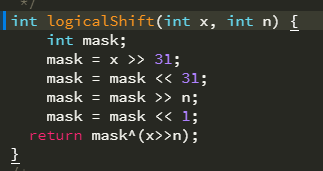 */
int logicalShift(int x, int n) {
int mask;
mask = x >> 31;
mask = mask << 31;
mask = mask >> n;
mask = mask << 1;
return mask^(x>>n);
}